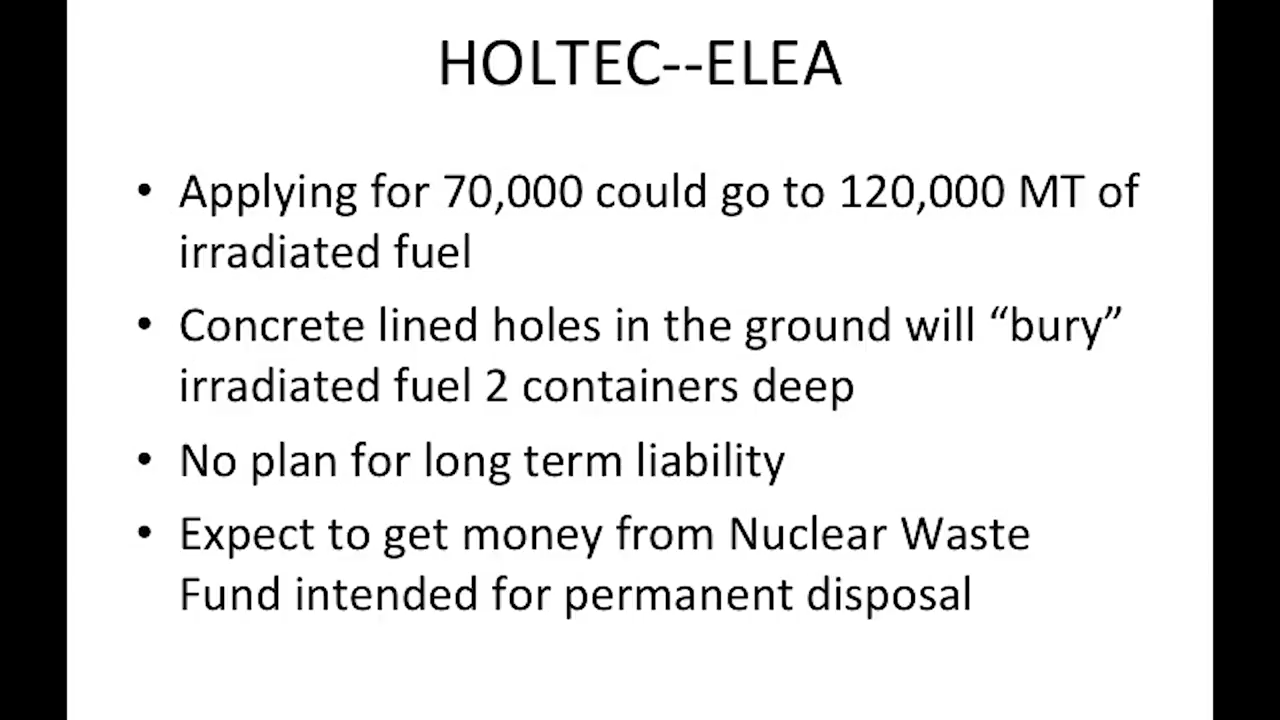 HOLTEC--ELEA
• Applying for 70,000 could go to 120,000 MT of
irradiated fuel
• Concrete lined holes in the ground will “bury”
irradiated fuel 2 containers deep
• No plan for long term liability
• Expect to get money from Nuclear Waste
Fund intended for permanent disposal